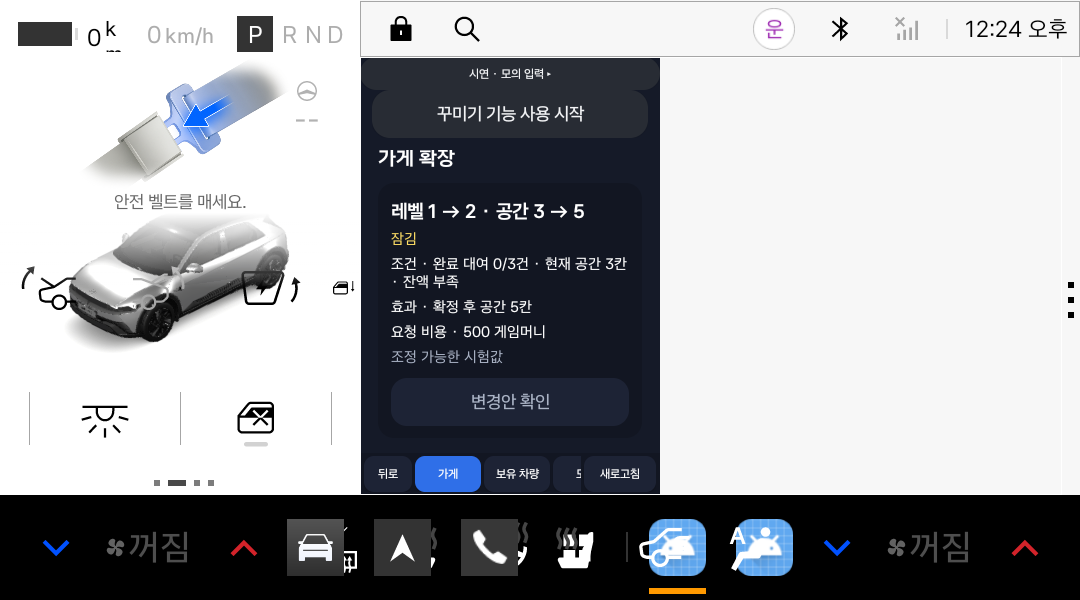 0 k
0 km/h
P R N D
운
12:24 오후
안전 벨트를 매세요.
시연 · 모의 입력 ▸
꾸미기 기능 사용 시작
가게 확장
레벨 1 → 2 · 공간 3 → 5
잠김
조건 · 완료 대여 0/3건 · 현재 공간 3칸
· 잔액 부족
효과 · 확정 후 공간 5칸
요청 비용 · 500 게임머니
조정 가능한 시험값
변경안 확인
뒤로 가게 보유 차량 새로고침
꺼짐
A
꺼짐